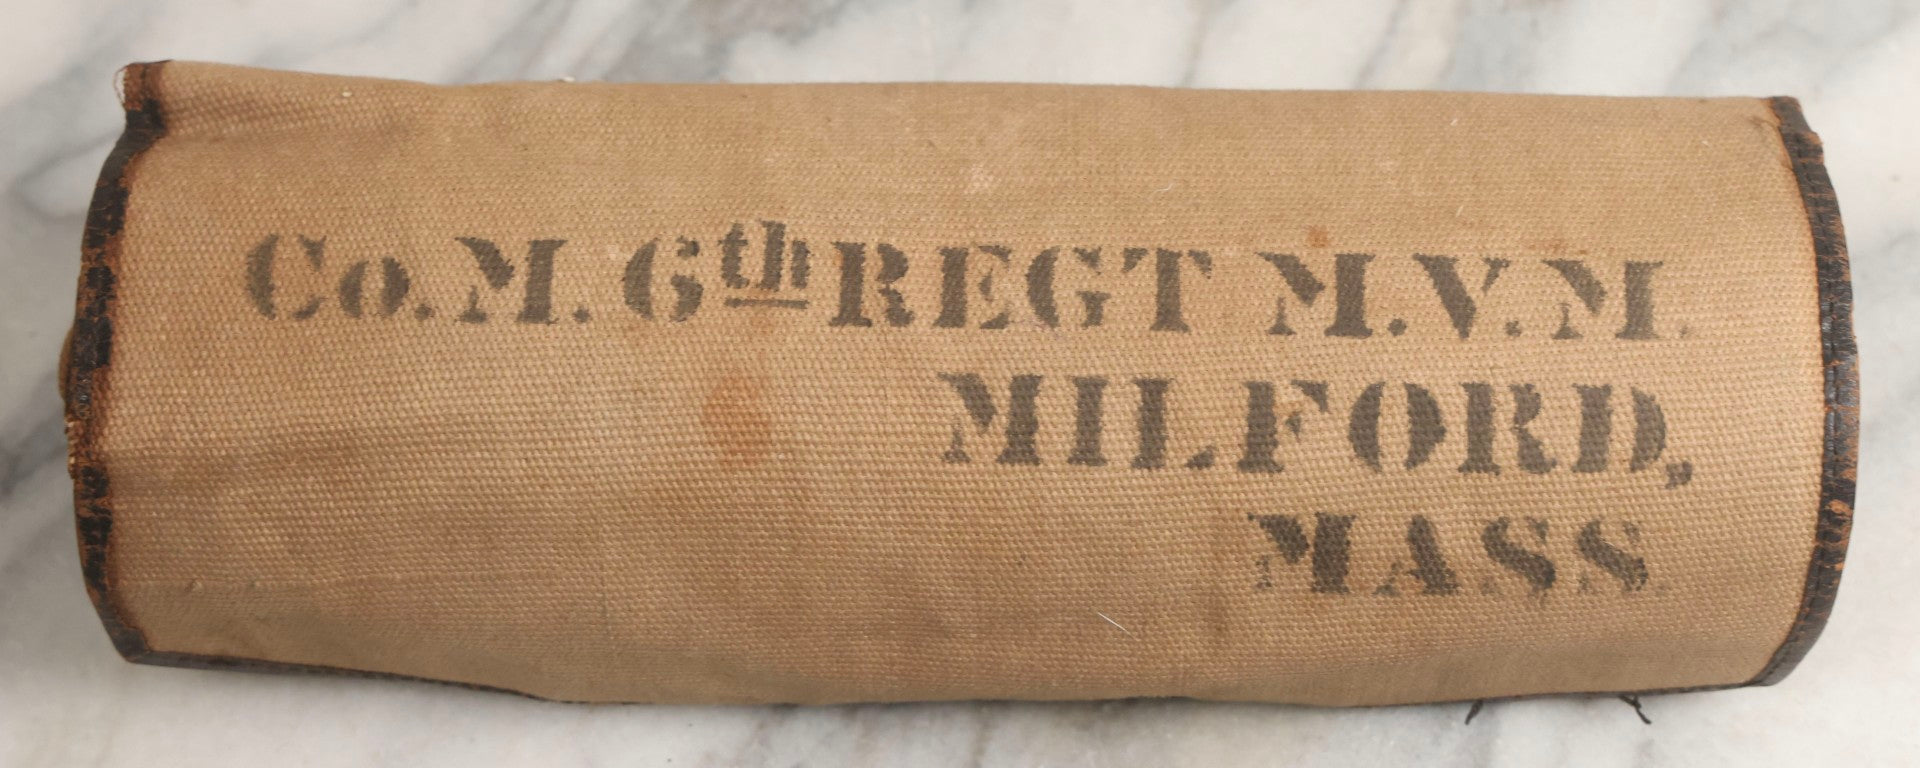 Co. M. 6th REGT M.V.M.
MILFORD,
MASS.